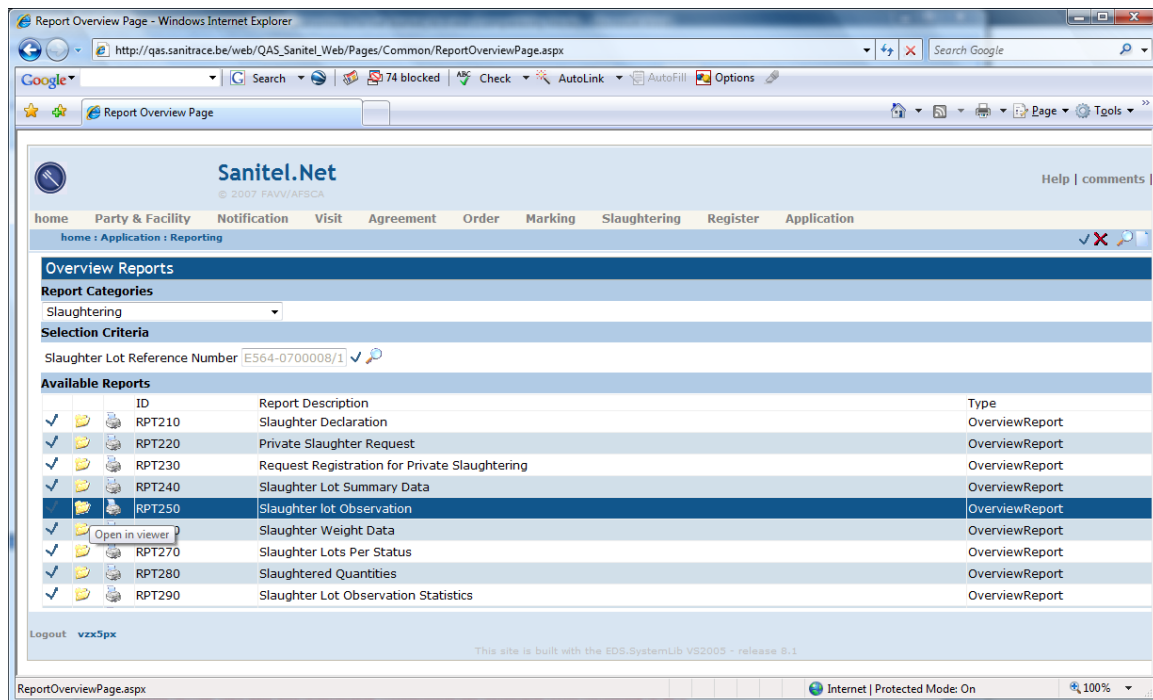 Report Overview Page - Windows Internet Explorer
http://qas.sanitrace.be/web/QAS_Sanitel_Web/Pages/Common/ReportOverviewPage.aspx
Search Google
Google
Search
74 blocked
Check
AutoLink
AutoFill
Options
Report Overview Page
Page
Tools
Sanitel.Net
© 2007 FAVV/AFSCA
Help | comments |
home Party & Facility Notification Visit Agreement Order Marking Slaughtering Register Application
home : Application : Reporting
Overview Reports
Report Categories
Slaughtering
Selection Criteria
Slaughter Lot Reference Number E564-0700008/1
Available Reports
ID Report Description Type
RPT210 Slaughter Declaration OverviewReport
RPT220 Private Slaughter Request OverviewReport
RPT230 Request Registration for Private Slaughtering OverviewReport
RPT240 Slaughter Lot Summary Data OverviewReport
RPT250 Slaughter lot Observation OverviewReport
Open in viewer
Slaughter Weight Data OverviewReport
RPT270 Slaughter Lots Per Status OverviewReport
RPT280 Slaughtered Quantities OverviewReport
RPT290 Slaughter Lot Observation Statistics OverviewReport
Logout vzx5px
This site is built with the EDS.SystemLib VS2005 - release 8.1
ReportOverviewPage.aspx
Internet | Protected Mode: On
100%